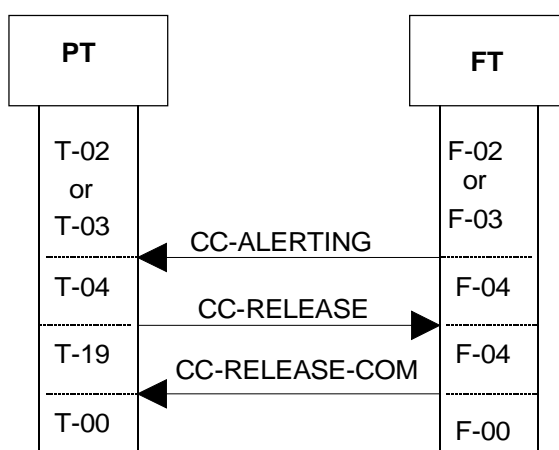 PT
FT
T-02
or
T-03
F-02
or
F-03
CC-ALERTING
T-04
F-04
CC-RELEASE
T-19
F-04
CC-RELEASE-COM
T-00
F-00